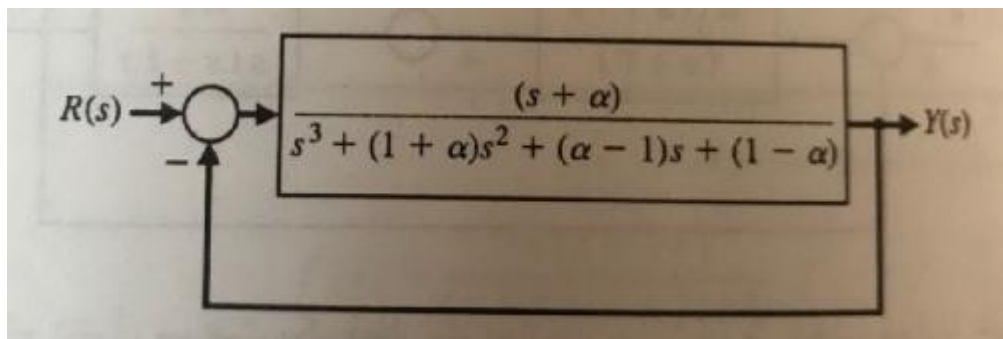 +
(s + α)
R(s)
Y(s)
s³ + (1 + α)s² + (α − 1)s + (1 − α)
−